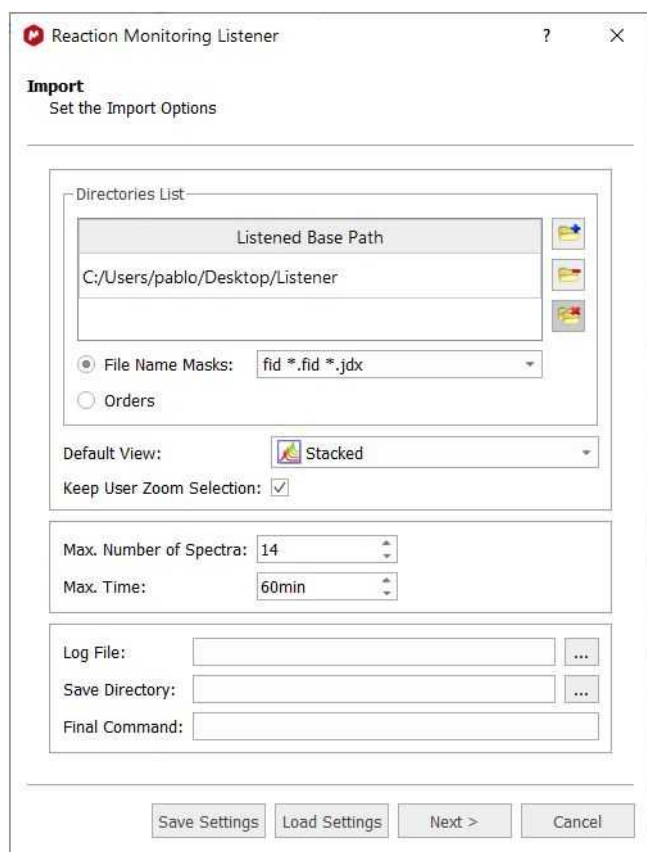 Reaction Monitoring Listener ?
Import
Set the Import Options
Directories List
Listened Base Path
C:/Users/pablo/Desktop/Listener
File Name Masks: fid *.fid *.jdx
Orders
Default View: Stacked
Keep User Zoom Selection:
Max. Number of Spectra: 14
Max. Time: 60min
Log File: ...
Save Directory: ...
Final Command:
Save Settings Load Settings Next > Cancel